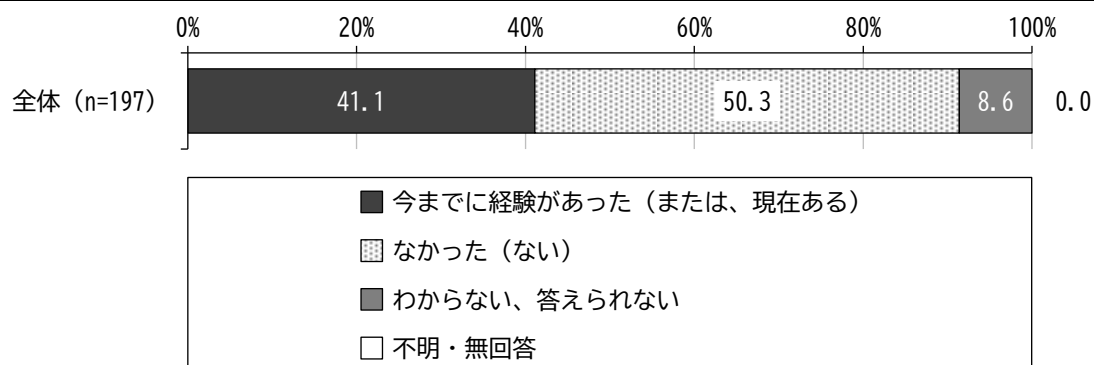 0% 20% 40% 60% 80% 100%
全体（n=197） 41.1 50.3 8.6 0.0
今までに経験があった（または、現在ある）
なかった（ない）
わからない、答えられない
不明・無回答